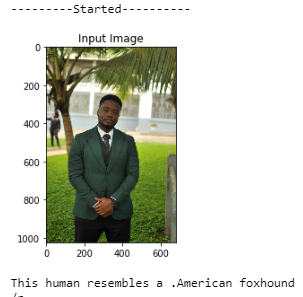 ---------Started----------
Input Image
0
200
400
600
800
1000
0 200 400 600
This human resembles a .American foxhound